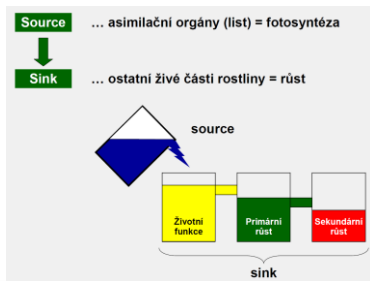 Source ... asimilační orgány (list) = fotosyntéza
Sink ... ostatní živé části rostliny = růst
source
Životní funkce
Primární růst
Sekundární růst
sink